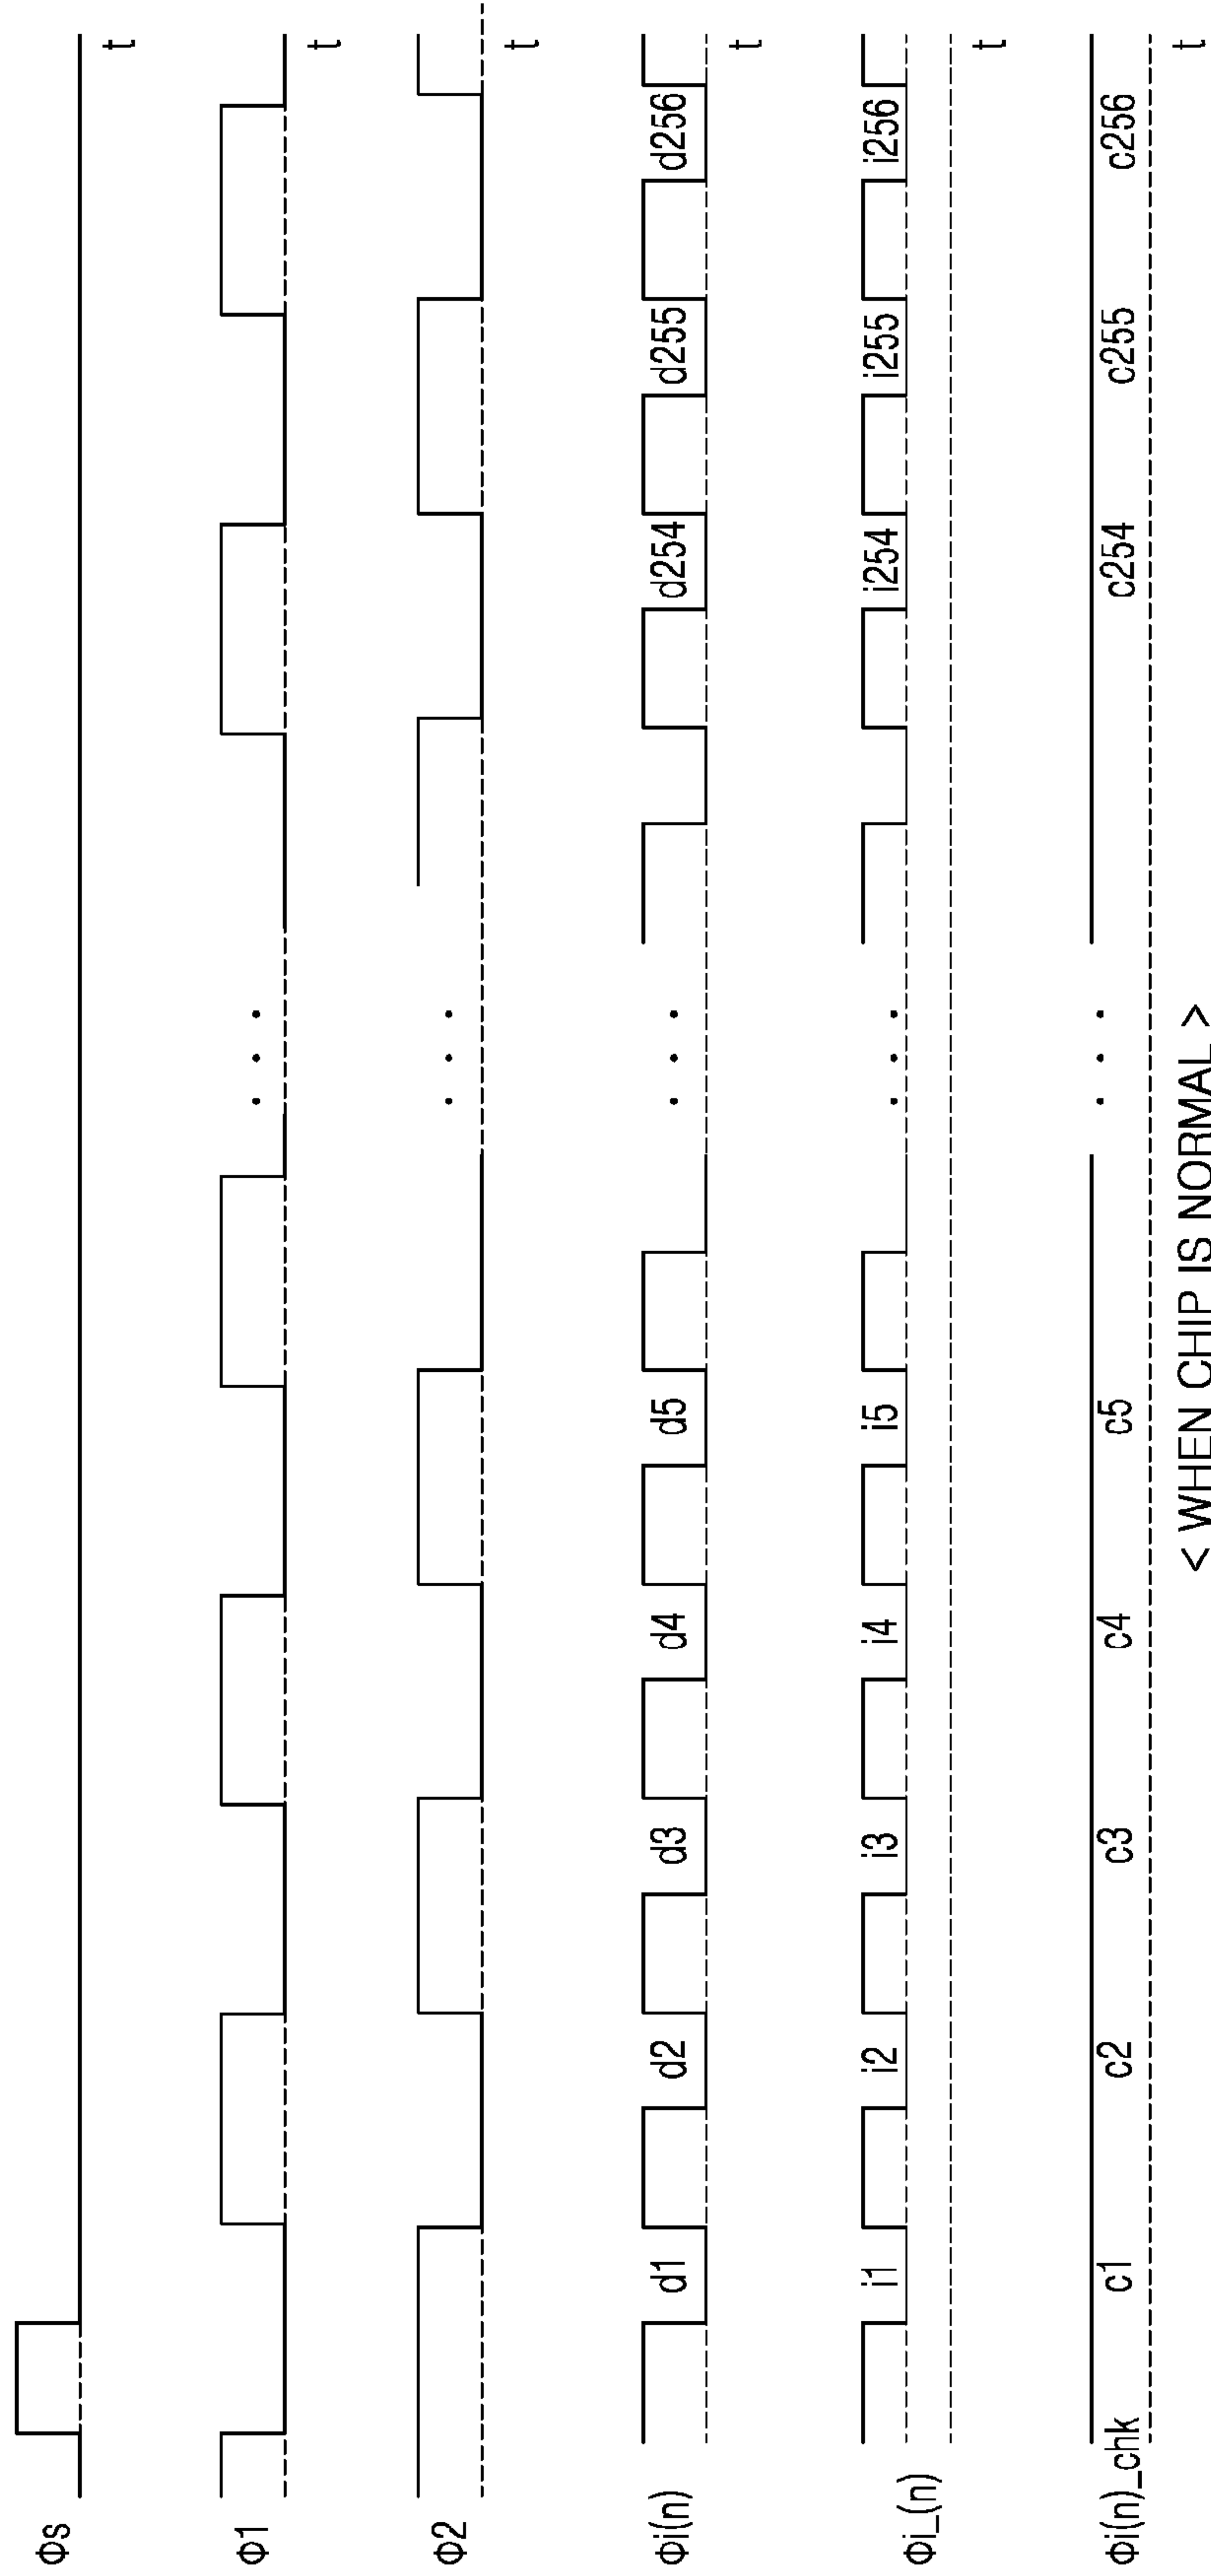 Φs
t
Φ1
• • •
t
Φ2
• • •
t
Φi(n)
d1 d2 d3 d4 d5 • • • d254 d255 d256
t
Φi_(n)
i1 i2 i3 i4 i5 • • • i254 i255 i256
t
Φi(n)_chk
c1 c2 c3 c4 c5 • • • c254 c255 c256
t
< WHEN CHIP IS NORMAL >